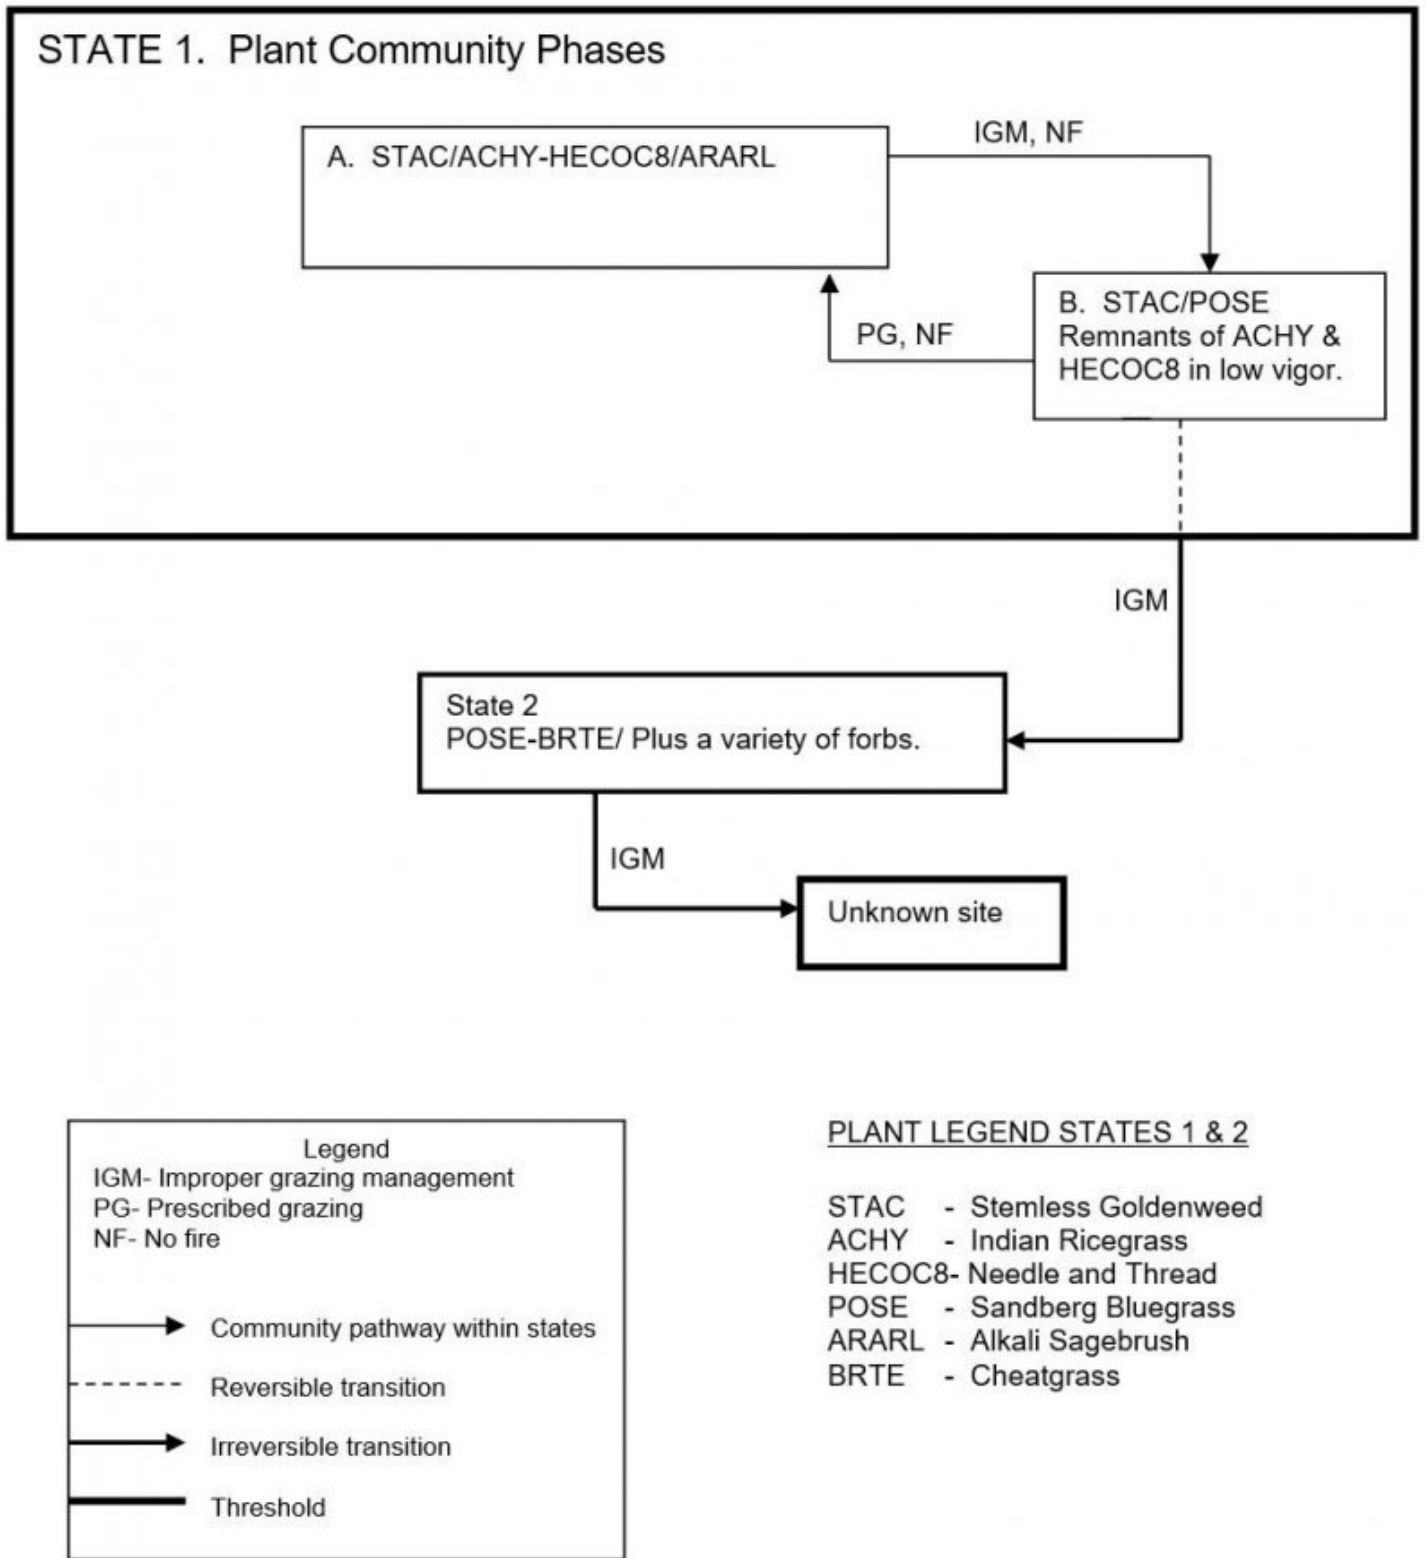 STATE 1. Plant Community Phases
IGM, NF
A. STAC/ACHY-HECOC8/ARARL
B. STAC/POSE
Remnants of ACHY &
HECOC8 in low vigor.
PG, NF
IGM
State 2
POSE-BRTE/ Plus a variety of forbs.
IGM
Unknown site
Legend
IGM- Improper grazing management
PG- Prescribed grazing
NF- No fire
Community pathway within states
Reversible transition
Irreversible transition
Threshold
PLANT LEGEND STATES 1 & 2
STAC - Stemless Goldenweed
ACHY - Indian Ricegrass
HECOC8- Needle and Thread
POSE - Sandberg Bluegrass
ARARL - Alkali Sagebrush
BRTE - Cheatgrass